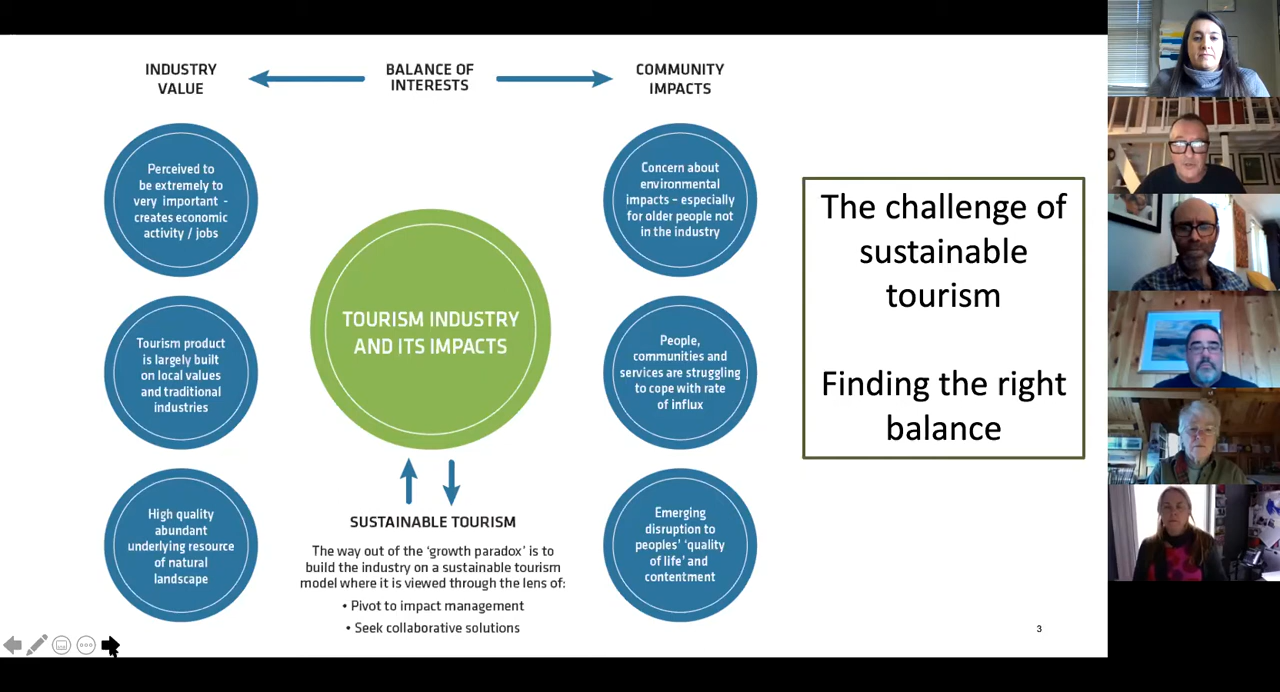 INDUSTRY
VALUE
BALANCE OF
INTERESTS
COMMUNITY
IMPACTS
Perceived to
be extremely to
very important -
creates economic
activity / jobs
Tourism product
is largely built
on local values
and traditional
industries
High quality
abundant
underlying resource
of natural
landscape
TOURISM INDUSTRY
AND ITS IMPACTS
SUSTAINABLE TOURISM
The way out of the ‘growth paradox’ is to
build the industry on a sustainable tourism
model where it is viewed through the lens of:
• Pivot to impact management
• Seek collaborative solutions
Concern about
environmental
impacts – especially
for older people not
in the industry
People,
communities and
services are struggling
to cope with rate
of influx
Emerging
disruption to
peoples’ ‘quality
of life’ and
contentment
The challenge of
sustainable
tourism
Finding the right
balance
3